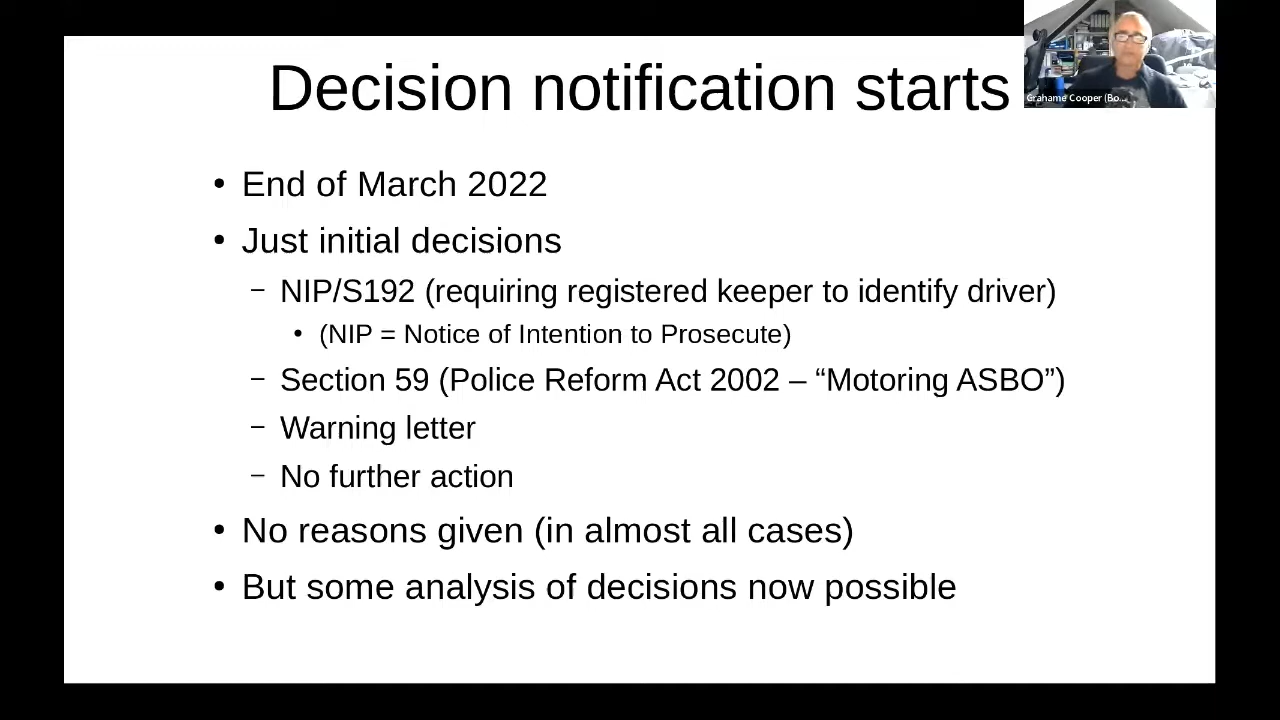 Decision notification starts
Grahame Cooper (Bo...
• End of March 2022
• Just initial decisions
– NIP/S192 (requiring registered keeper to identify driver)
• (NIP = Notice of Intention to Prosecute)
– Section 59 (Police Reform Act 2002 – “Motoring ASBO”)
– Warning letter
– No further action
• No reasons given (in almost all cases)
• But some analysis of decisions now possible